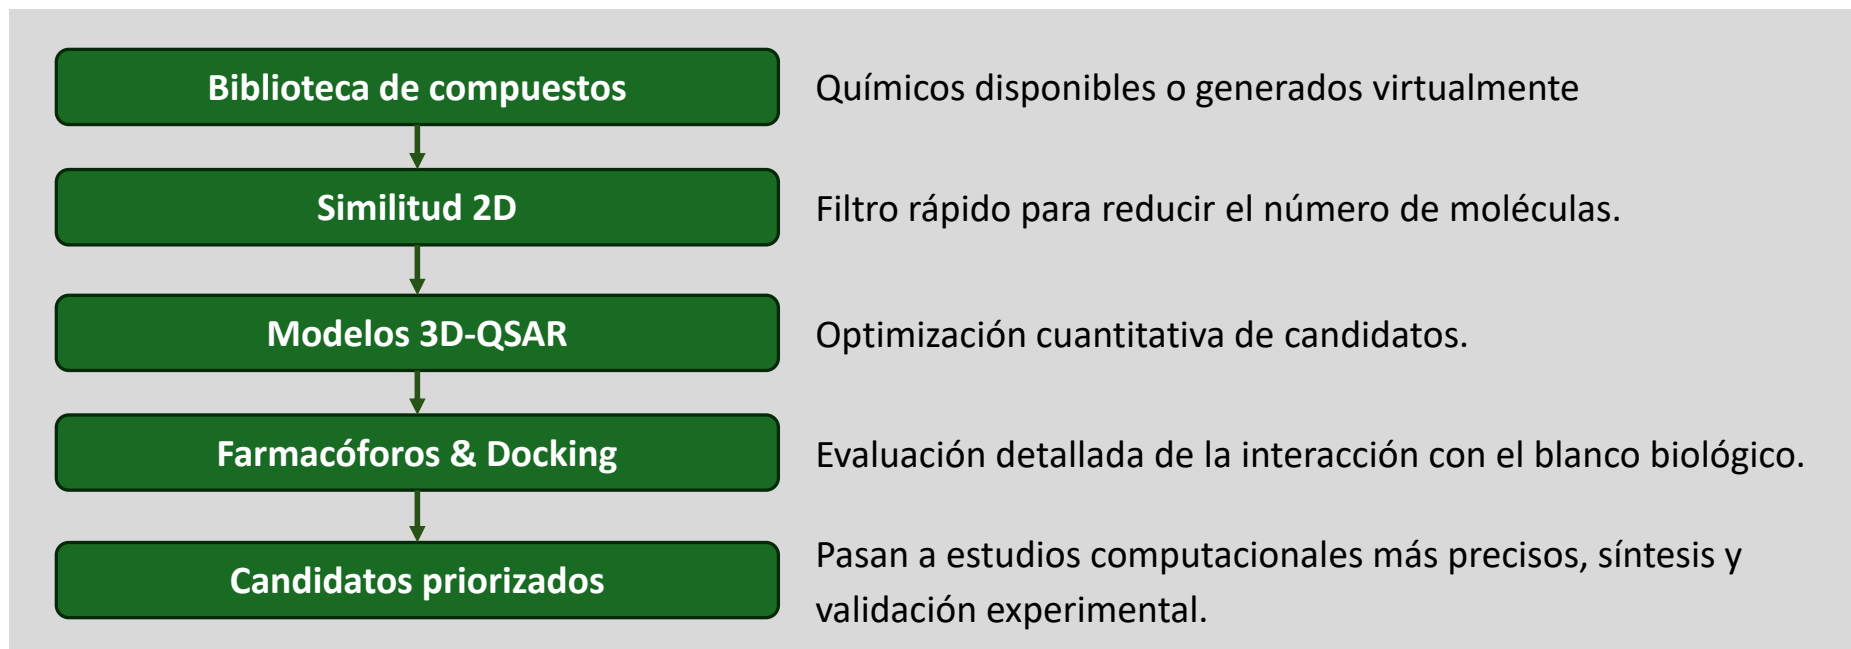 Biblioteca de compuestos
Químicos disponibles o generados virtualmente
Similitud 2D
Filtro rápido para reducir el número de moléculas.
Modelos 3D-QSAR
Optimización cuantitativa de candidatos.
Farmacóforos & Docking
Evaluación detallada de la interacción con el blanco biológico.
Candidatos priorizados
Pasan a estudios computacionales más precisos, síntesis y
validación experimental.